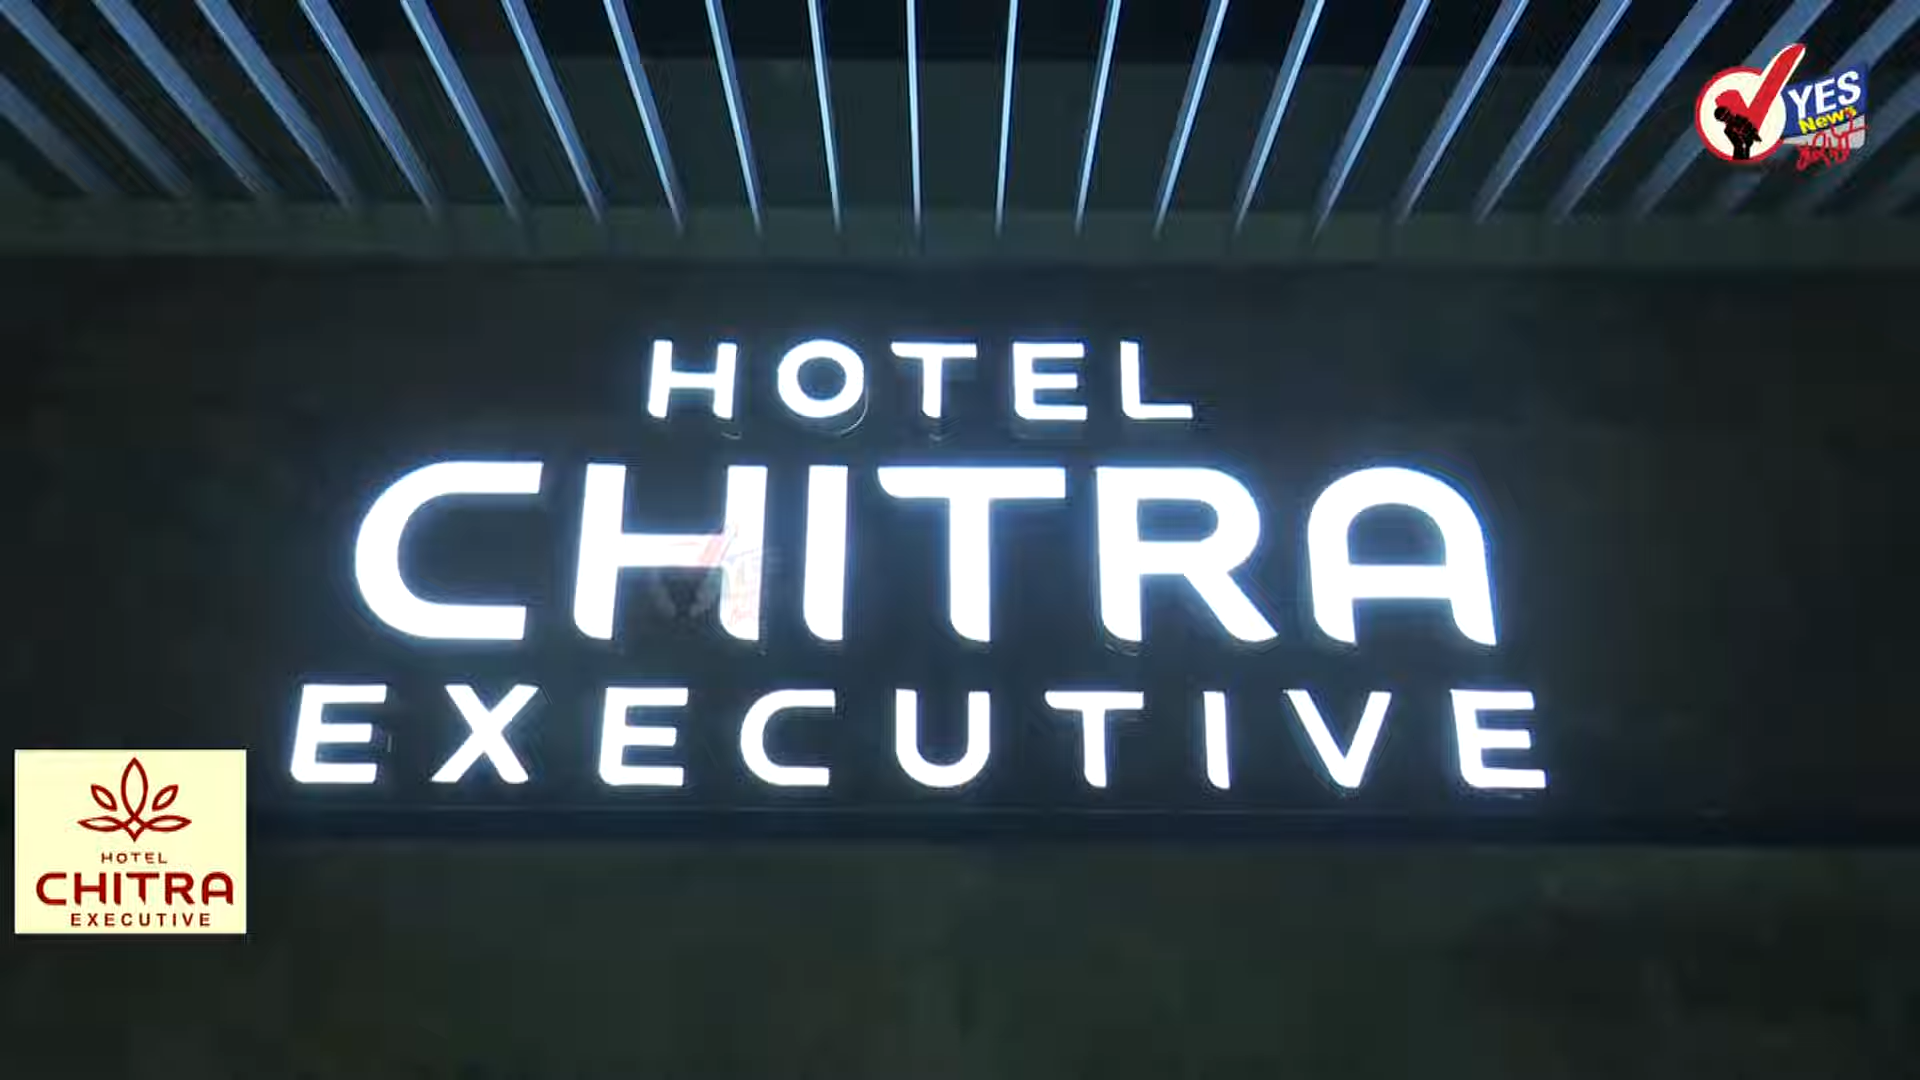 YES
News
HOTEL
CHITRA
EXECUTIVE
HOTEL
CHITRA
EXECUTIVE